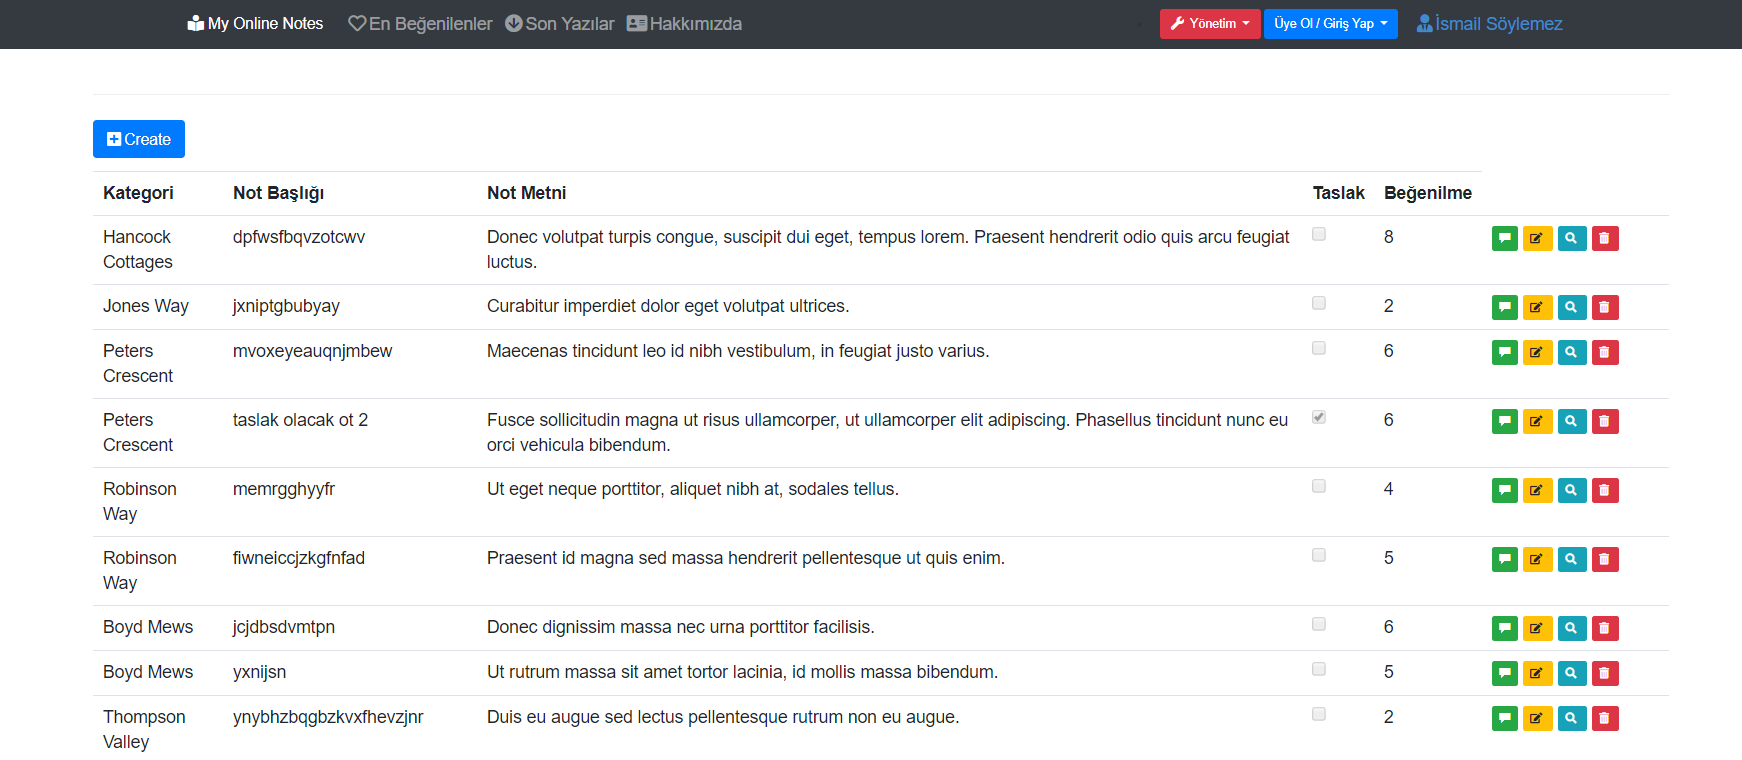 My Online Notes En Beğenilenler Son Yazılar Hakkımızda Yönetim Üye Ol / Giriş Yap İsmail Söylemez
Create
Kategori Not Başlığı Not Metni Taslak Beğenilme
Hancock dpfwsfbqvzotcwv Donec volutpat turpis congue, suscipit dui eget, tempus lorem. Praesent hendrerit odio quis arcu feugiat 8
Cottages luctus.
Jones Way jxniptgbubyay Curabitur imperdiet dolor eget volutpat ultrices. 2
Peters mvoxeyeauqnjmbew Maecenas tincidunt leo id nibh vestibulum, in feugiat justo varius. 6
Crescent
Peters taslak olacak ot 2 Fusce sollicitudin magna ut risus ullamcorper, ut ullamcorper elit adipiscing. Phasellus tincidunt nunc eu 6
Crescent orci vehicula bibendum.
Robinson memrgghyyfr Ut eget neque porttitor, aliquet nibh at, sodales tellus. 4
Way
Robinson fiwneiccjzkgfnfad Praesent id magna sed massa hendrerit pellentesque ut quis enim. 5
Way
Boyd Mews jcjdbsdvmtpn Donec dignissim massa nec urna porttitor facilisis. 6
Boyd Mews yxnijsn Ut rutrum massa sit amet tortor lacinia, id mollis massa bibendum. 5
Thompson ynybhzbqgbzkvxfhevzjnr Duis eu augue sed lectus pellentesque rutrum non eu augue. 2
Valley